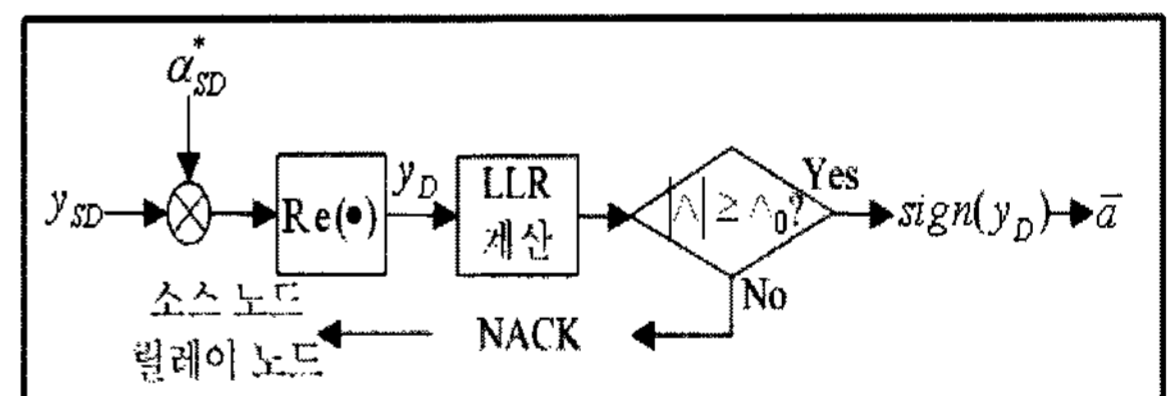 α*SD
ySD
Re(•)
yD
LLR
계산
|Λ| ≥ Λ0?
Yes
sign(yD)
ā
No
NACK
소스 노드
릴레이 노드